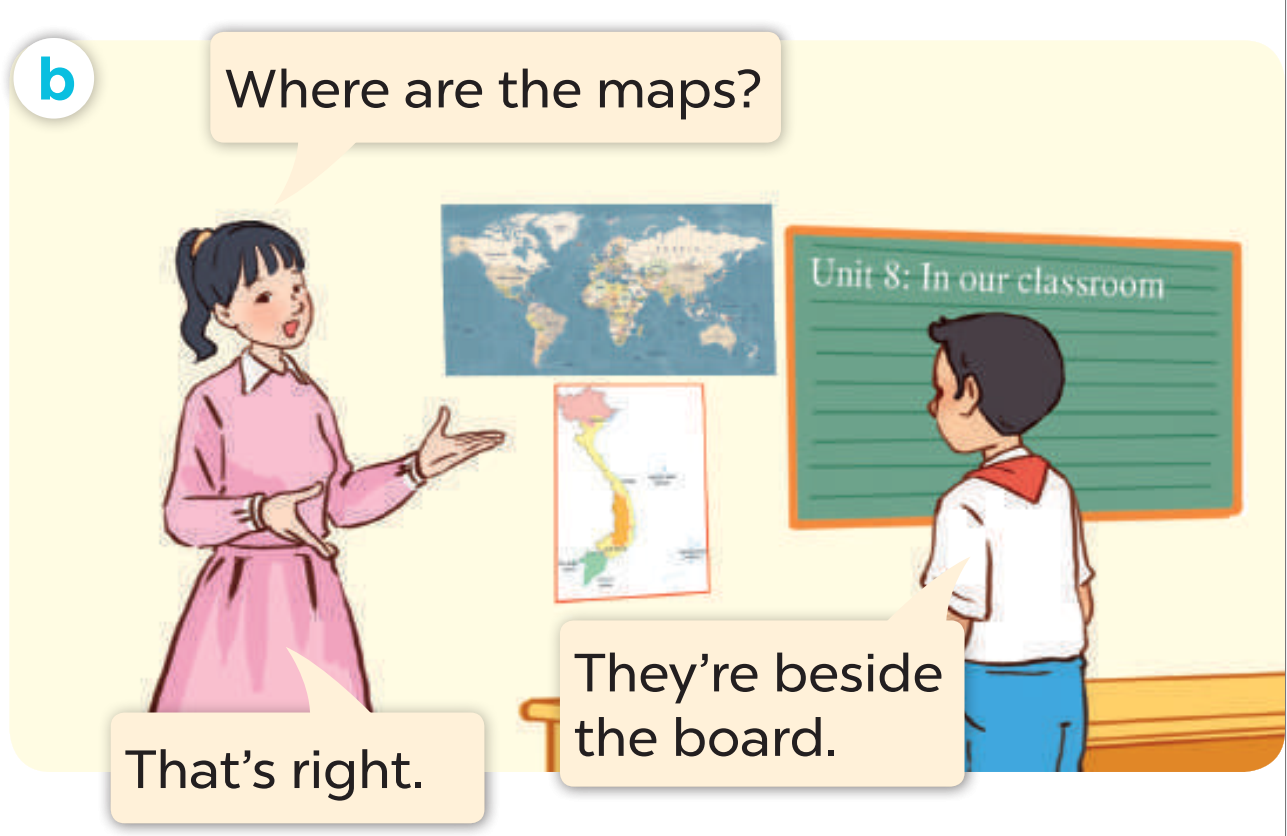 b
Where are the maps?
Unit 8: In our classroom
They’re beside
the board.
That’s right.